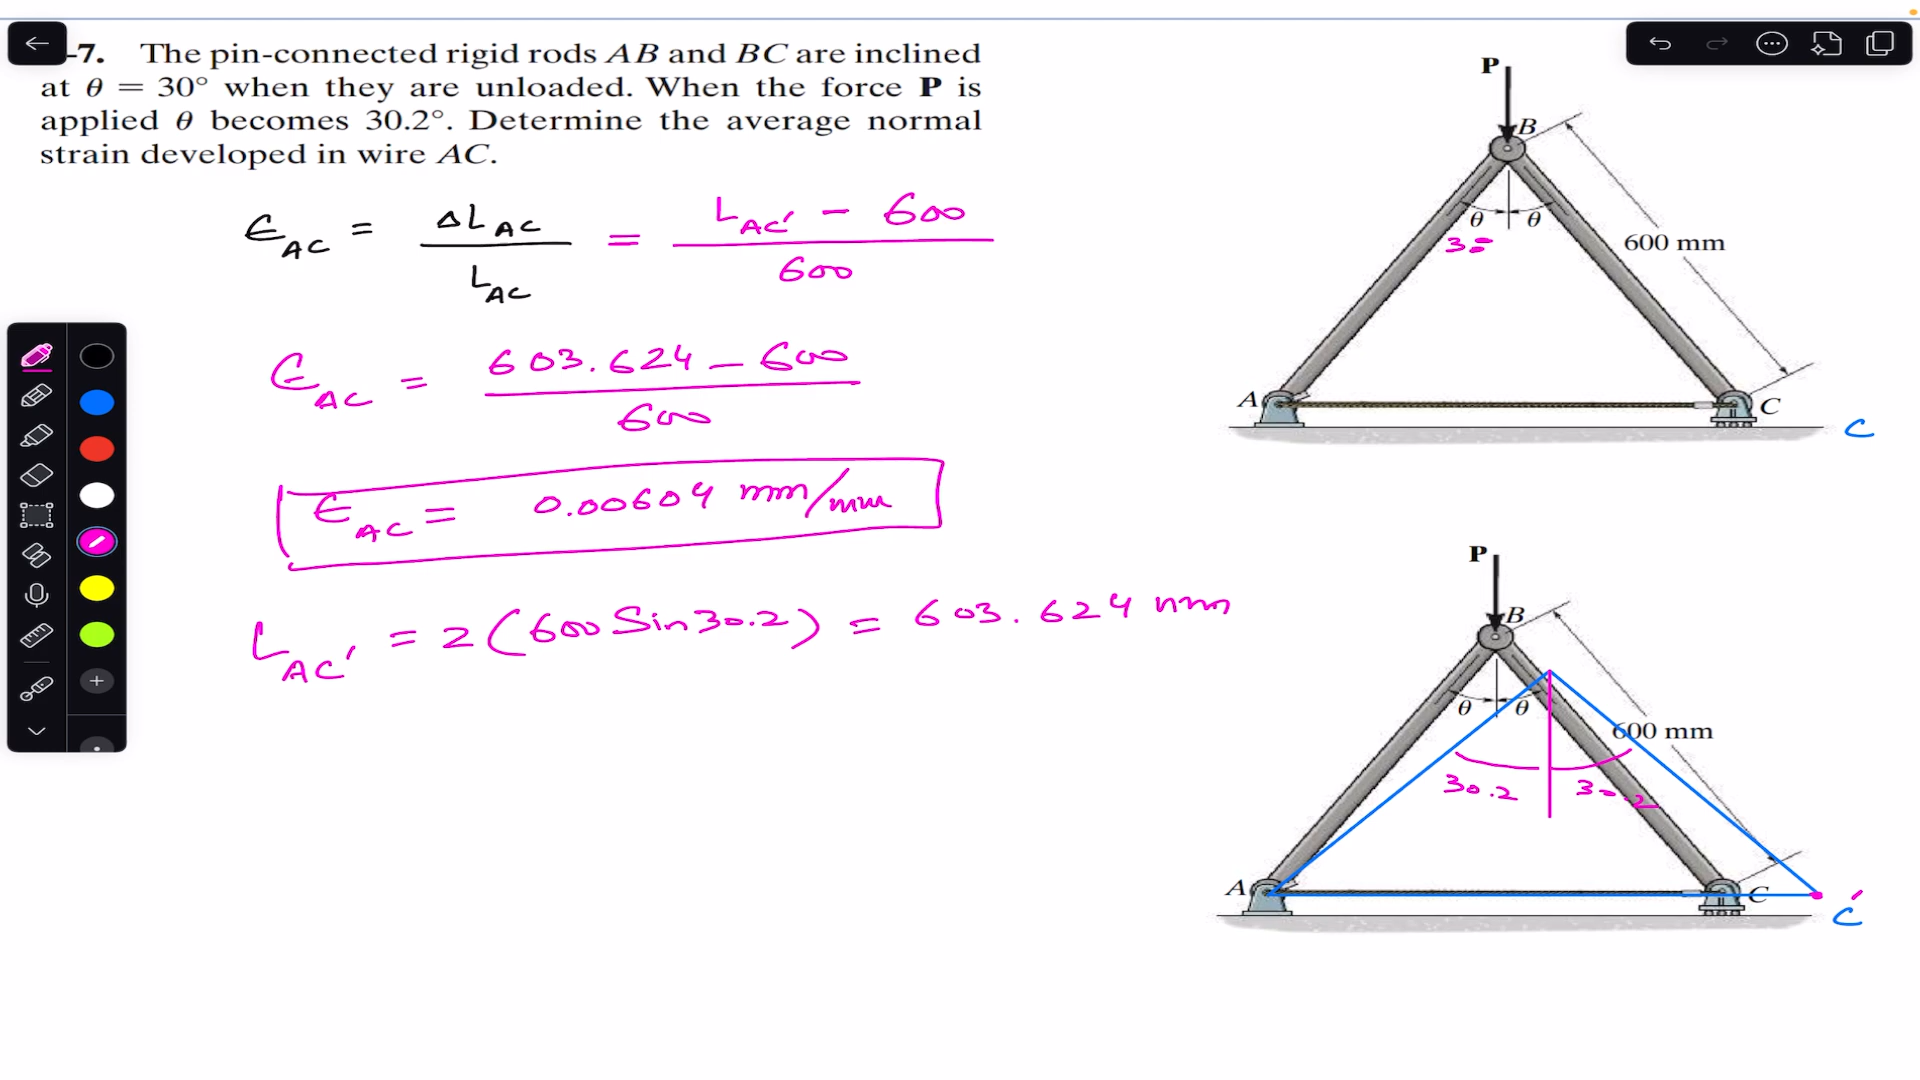 -7. The pin-connected rigid rods AB and BC are inclined
at θ = 30° when they are unloaded. When the force P is
applied θ becomes 30.2°. Determine the average normal
strain developed in wire AC.
ϵ_AC = ΔL_AC / L_AC = L_AC' - 600 / 600
ϵ_AC = 603.624 - 600 / 600
ϵ_AC = 0.00604 mm/mm
L_AC' = 2 (600 Sin 30.2) = 603.624 mm
P
B
θ θ
30
600 mm
A
C
C
P
B
θ θ
600 mm
30.2 30.2
A
C
C'